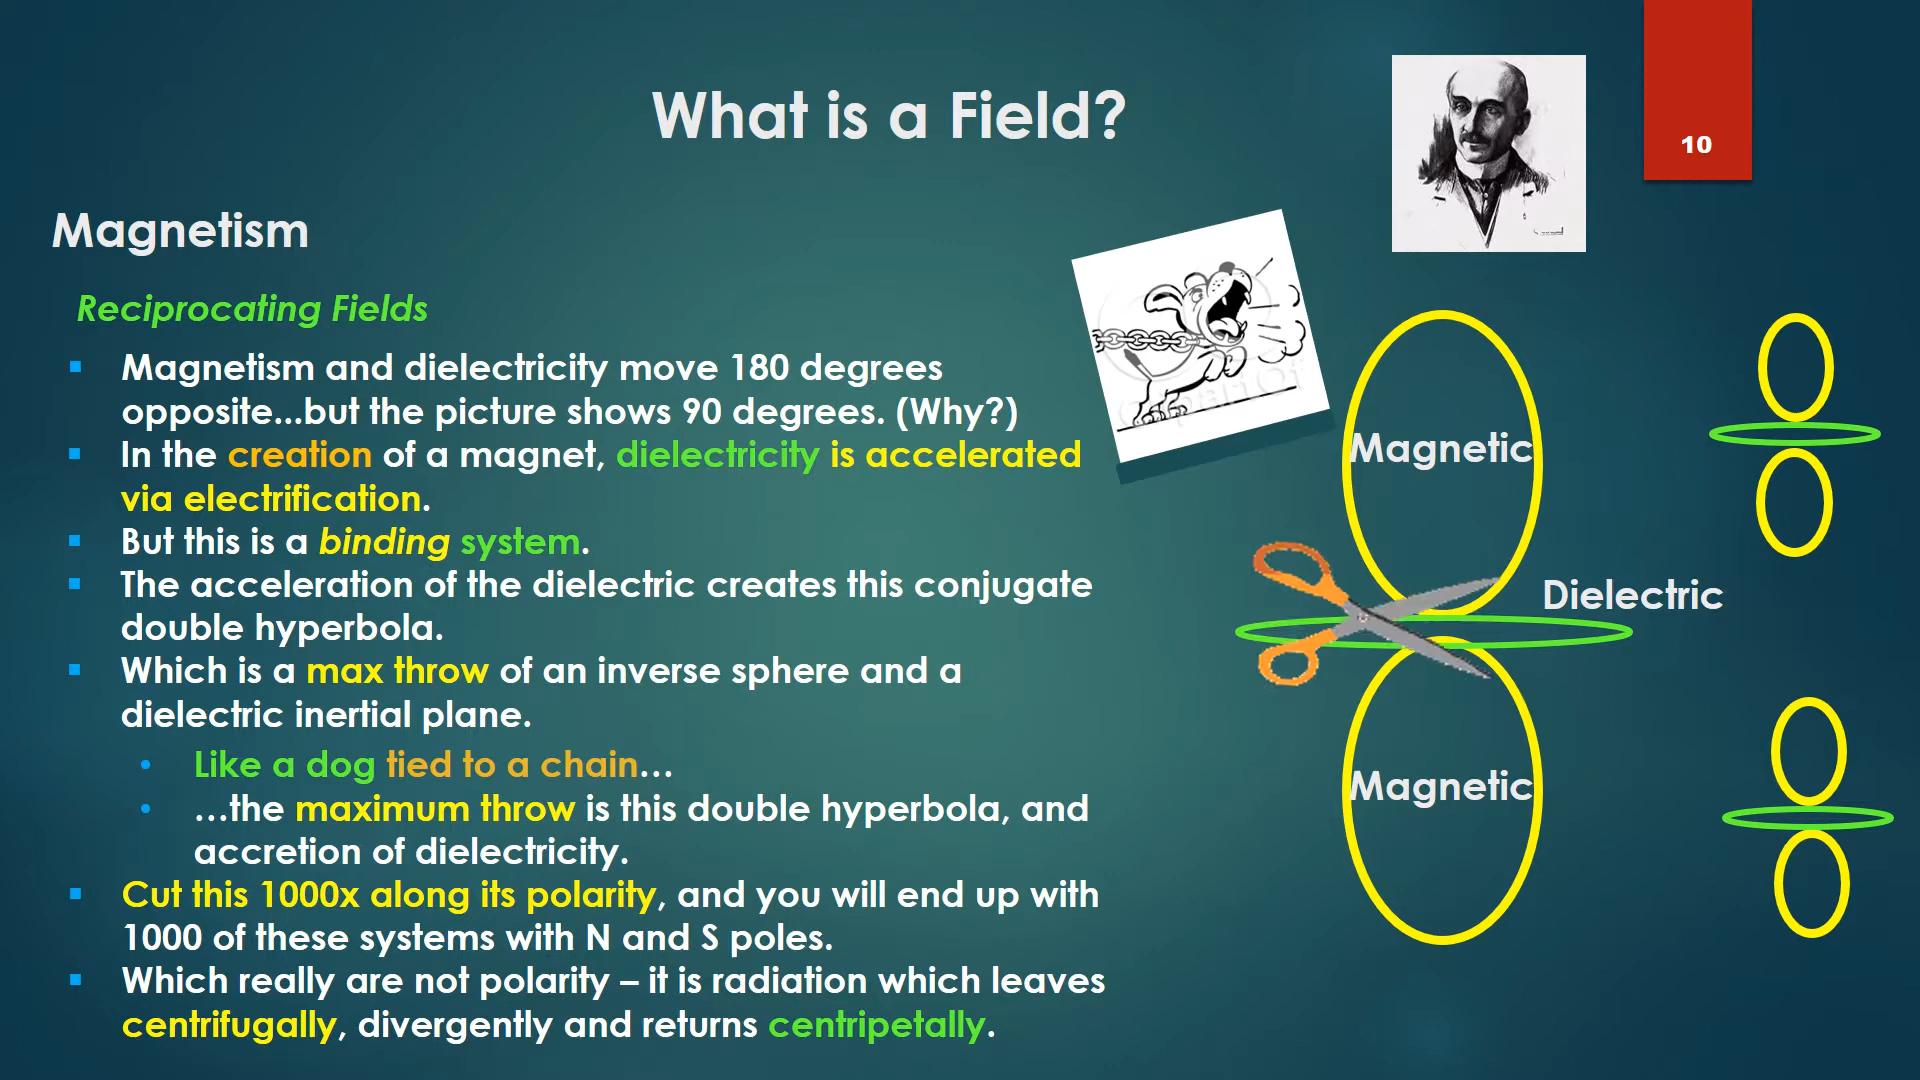 What is a Field?
10
Magnetism
Reciprocating Fields
Magnetism and dielectricity move 180 degrees
opposite...but the picture shows 90 degrees. (Why?)
In the creation of a magnet, dielectricity is accelerated
via electrification.
But this is a binding system.
The acceleration of the dielectric creates this conjugate
double hyperbola.
Which is a max throw of an inverse sphere and a
dielectric inertial plane.
Like a dog tied to a chain…
…the maximum throw is this double hyperbola, and
accretion of dielectricity.
Cut this 1000x along its polarity, and you will end up with
1000 of these systems with N and S poles.
Which really are not polarity – it is radiation which leaves
centrifugally, divergently and returns centripetally.
Magnetic
Dielectric
Magnetic